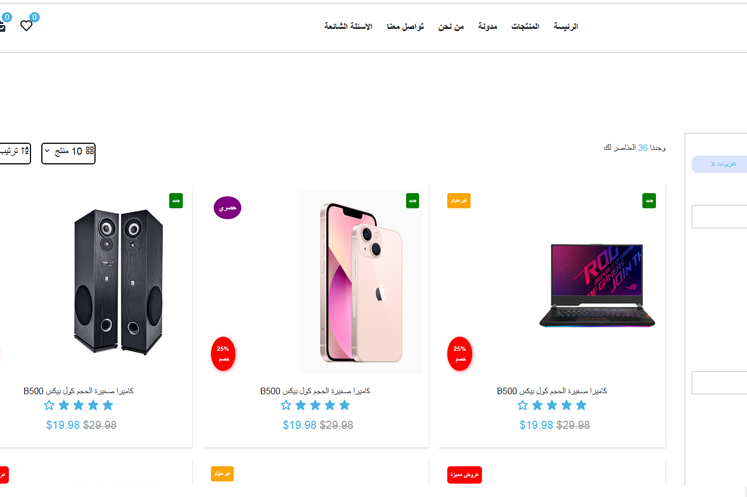 0
0
الرئيسة المنتجات مدونة من نحن تواصل معنا الاسئلة الشائعة
وجدنا 36 العناصر لك
10 منتج
ترتيب
تلفزيونات X
جديد
غير متوفر
جديد
حصري
جديد
25%
خصم
25%
خصم
كاميرا صغيرة الحجم كول بيكس B500
كاميرا صغيرة الحجم كول بيكس B500
كاميرا صغيرة الحجم كول بيكس B500
$19.98 $29.98
$19.98 $29.98
$19.98 $29.98
عروض مميزة
غير متوفر